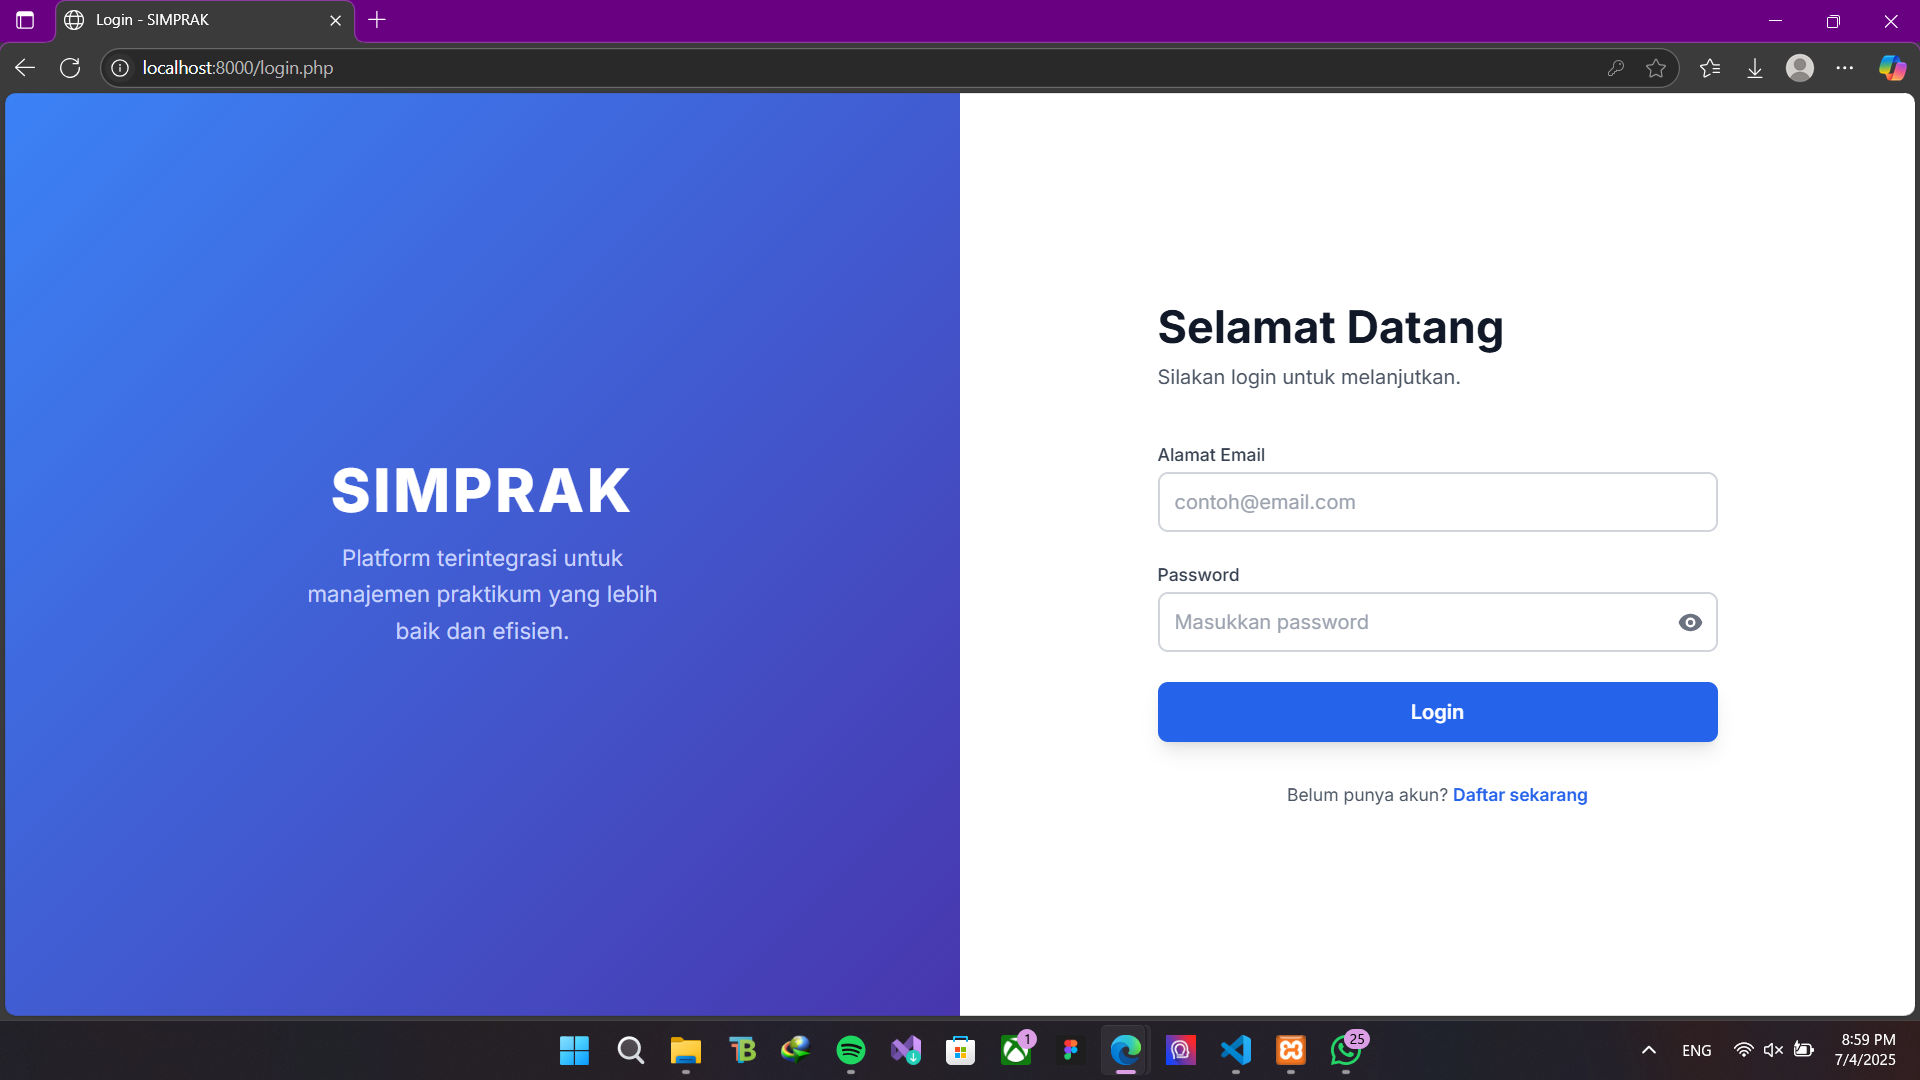 Login - SIMPRAK
localhost:8000/login.php
SIMPRAK
Platform terintegrasi untuk
manajemen praktikum yang lebih
baik dan efisien.
Selamat Datang
Silakan login untuk melanjutkan.
Alamat Email
contoh@email.com
Password
Masukkan password
Login
Belum punya akun? Daftar sekarang
TB
1
25
ENG
8:59 PM
7/4/2025